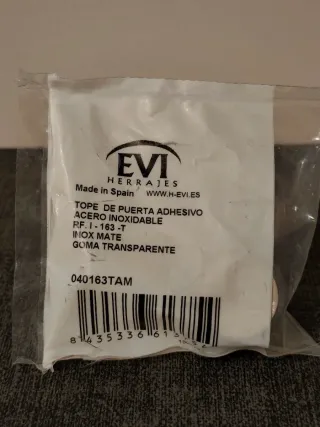 EVI
HERRAJES
Made in Spain WWW.H-EVI.ES
TOPE DE PUERTA ADHESIVO
ACERO INOXIDABLE
RF. I - 163 -T
INOX MATE
GOMA TRANSPARENTE
040163TAM